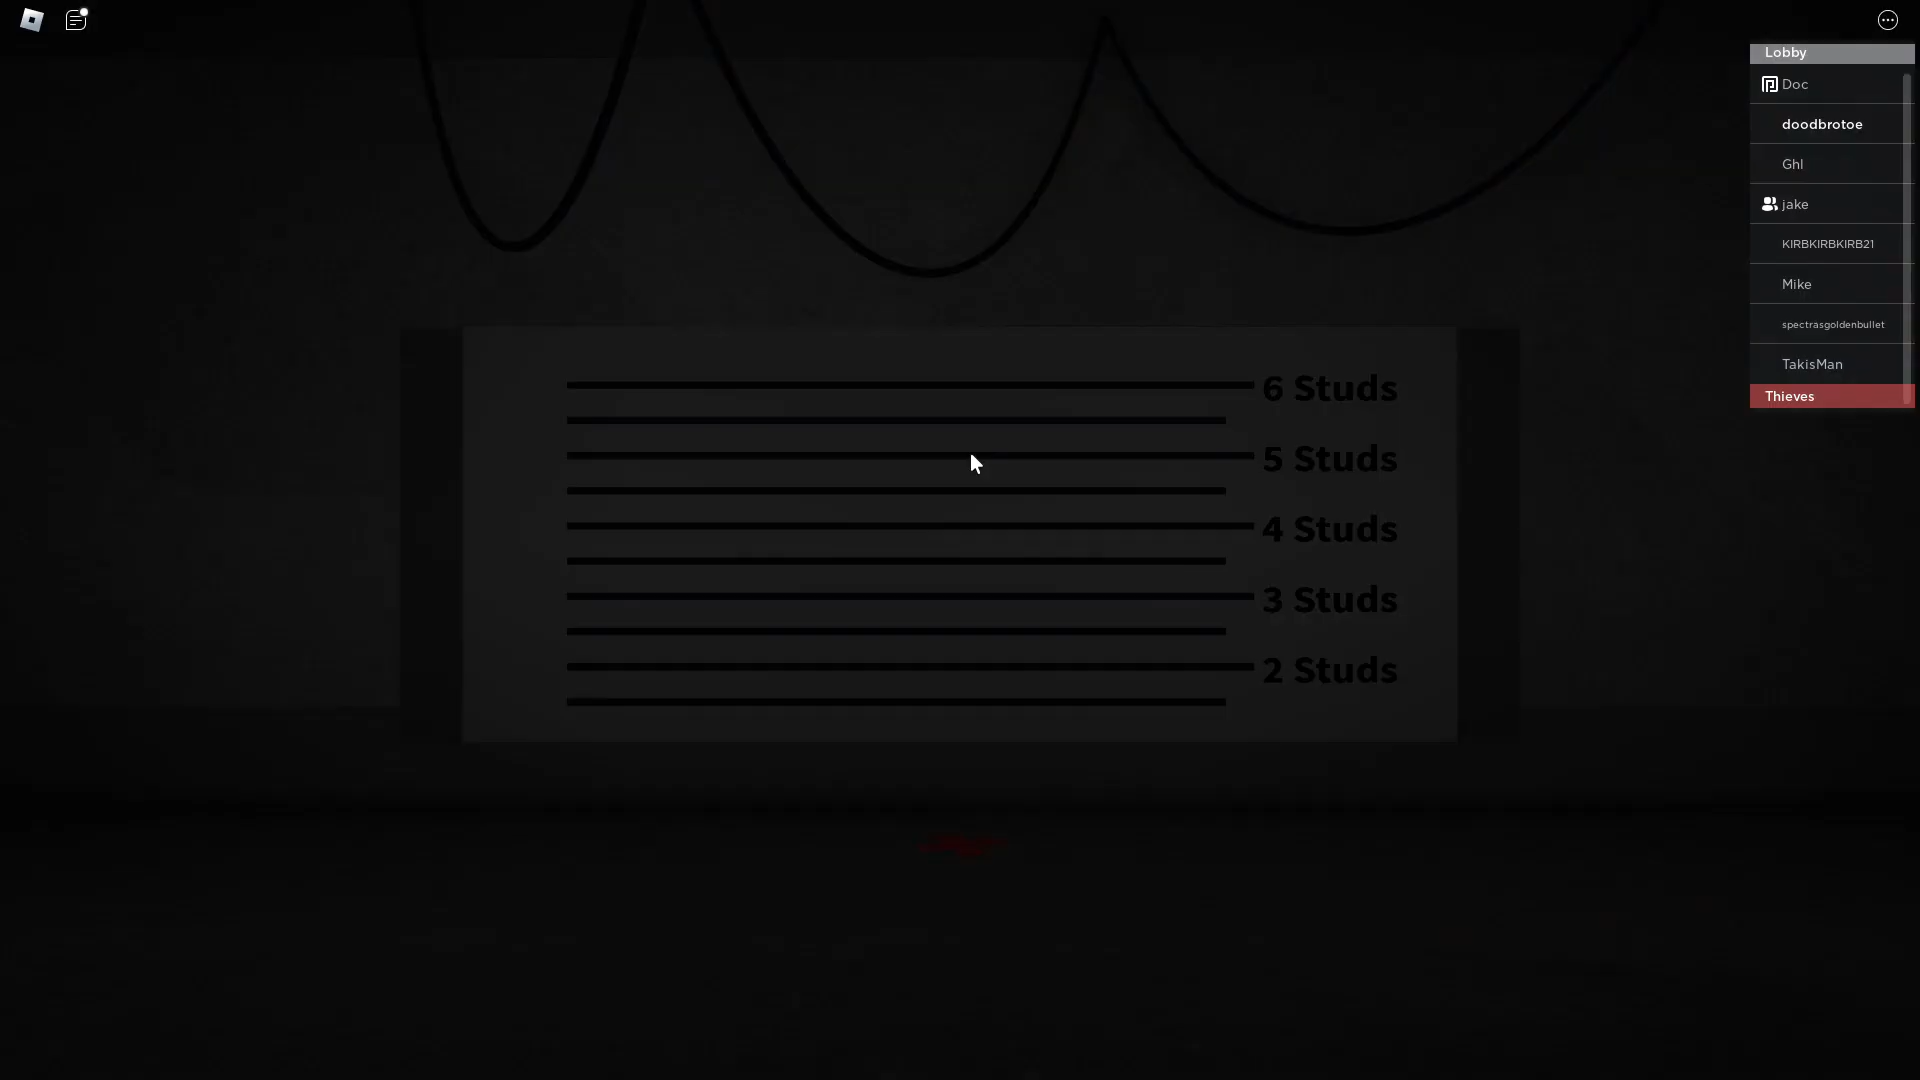 Lobby
Doc
doodbrotoe
Ghl
jake
KIRBKIRBKIRB21
Mike
spectrasgoldenbullet
TakisMan
Thieves
6 Studs
5 Studs
4 Studs
3 Studs
2 Studs